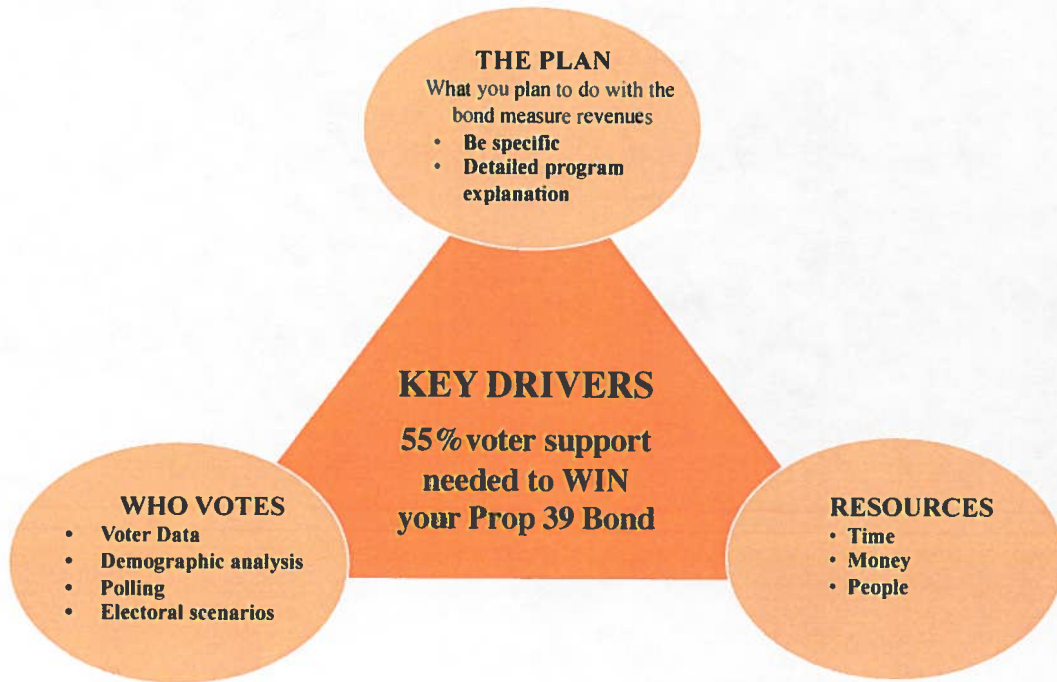 THE PLAN
What you plan to do with the
bond measure revenues
• Be specific
• Detailed program
explanation
KEY DRIVERS
55% voter support
needed to WIN
your Prop 39 Bond
WHO VOTES
• Voter Data
• Demographic analysis
• Polling
• Electoral scenarios
RESOURCES
• Time
• Money
• People